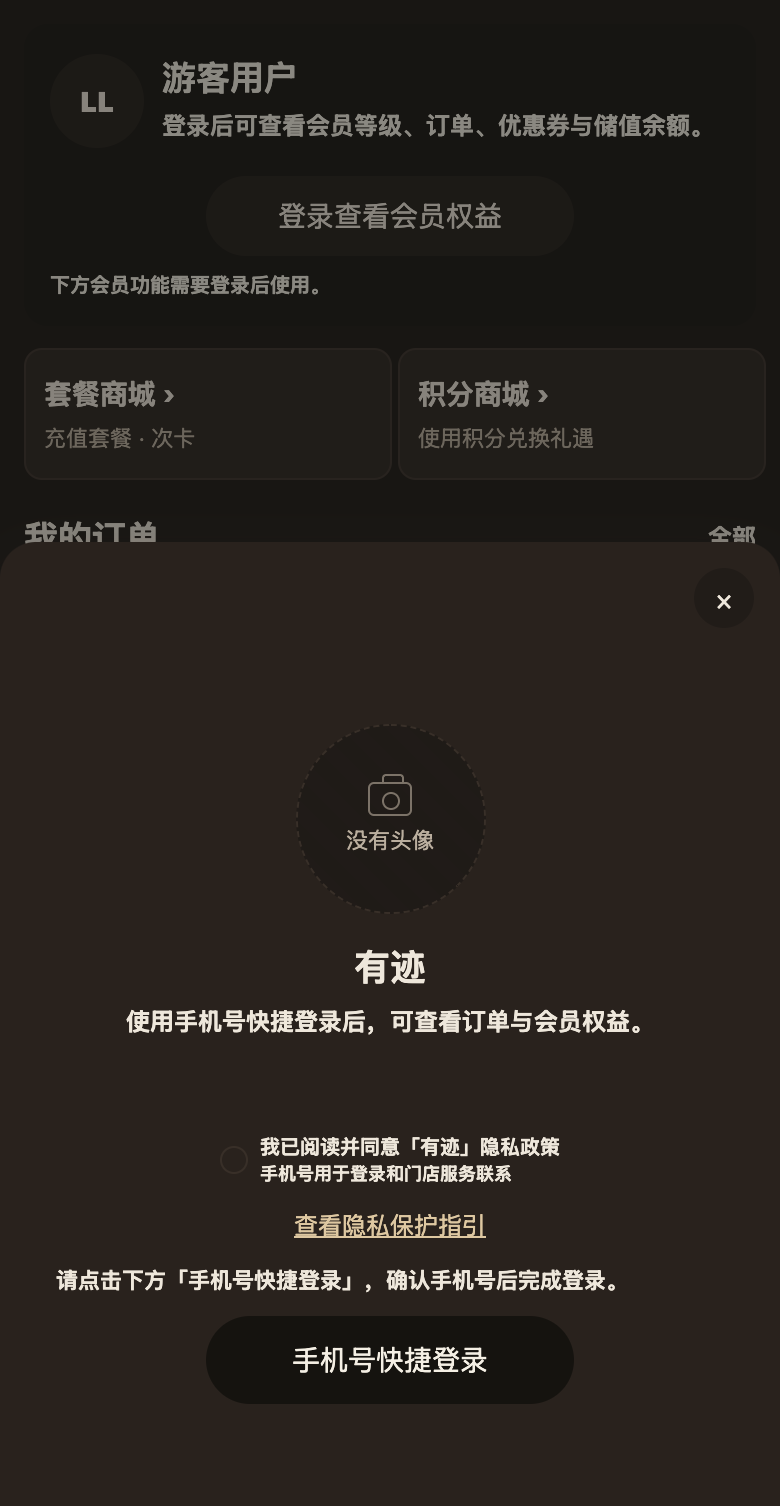 LL
游客用户
登录后可查看会员等级、订单、优惠券与储值余额。
登录查看会员权益
下方会员功能需要登录后使用。
套餐商城 ›
充值套餐 · 次卡
积分商城 ›
使用积分兑换礼遇
我的订单
全部
×
没有头像
有迹
使用手机号快捷登录后，可查看订单与会员权益。
我已阅读并同意「有迹」隐私政策
手机号用于登录和门店服务联系
查看隐私保护指引
请点击下方「手机号快捷登录」，确认手机号后完成登录。
手机号快捷登录